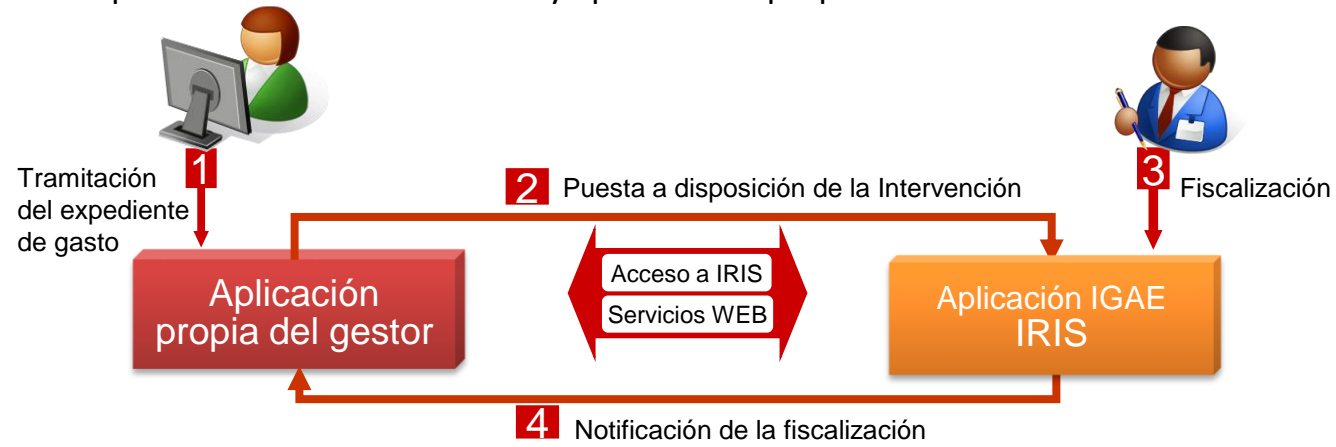 1
Tramitación
del expediente
de gasto
2 Puesta a disposición de la Intervención
3 Fiscalización
Aplicación
propia del gestor
Acceso a IRIS
Servicios WEB
Aplicación IGAE
IRIS
4 Notificación de la fiscalización